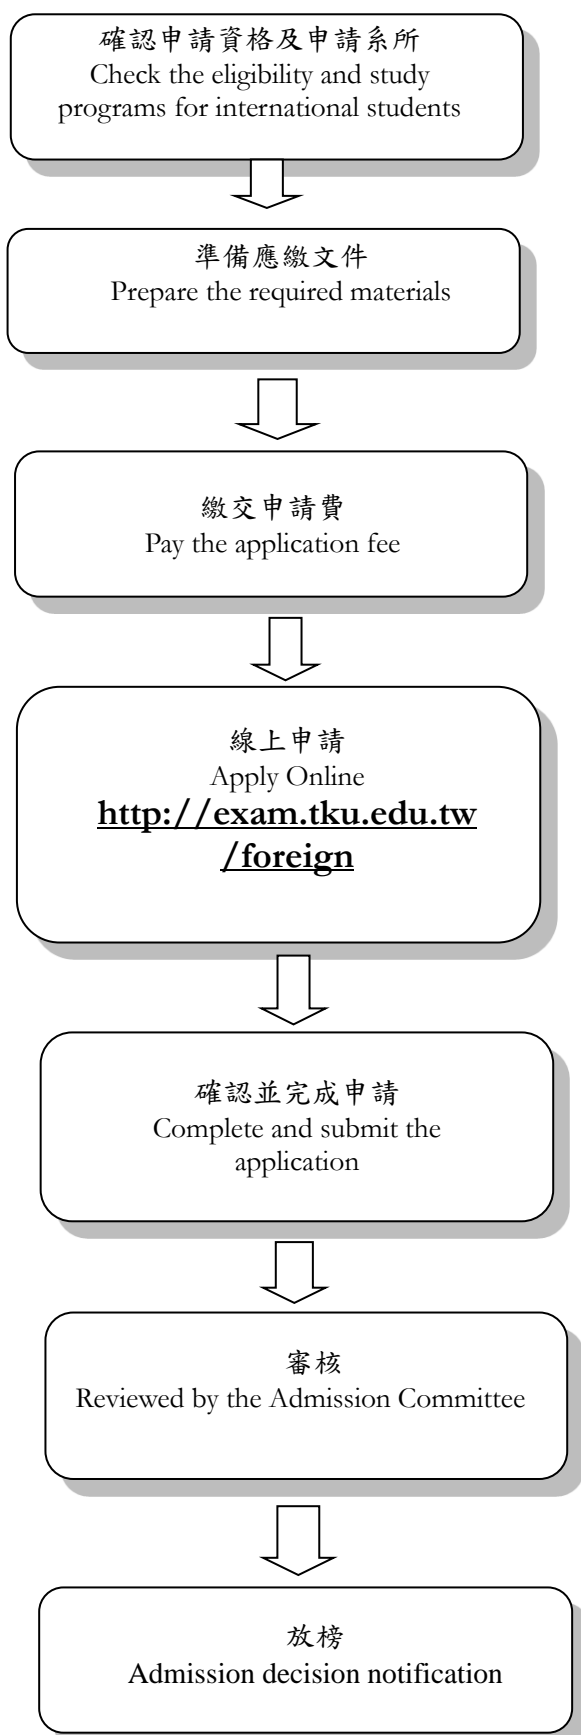 確認申請資格及申請系所
Check the eligibility and study
programs for international students
準備應繳文件
Prepare the required materials
繳交申請費
Pay the application fee
線上申請
Apply Online
http://exam.tku.edu.tw
/foreign
確認並完成申請
Complete and submit the
application
審核
Reviewed by the Admission Committee
放榜
Admission decision notification